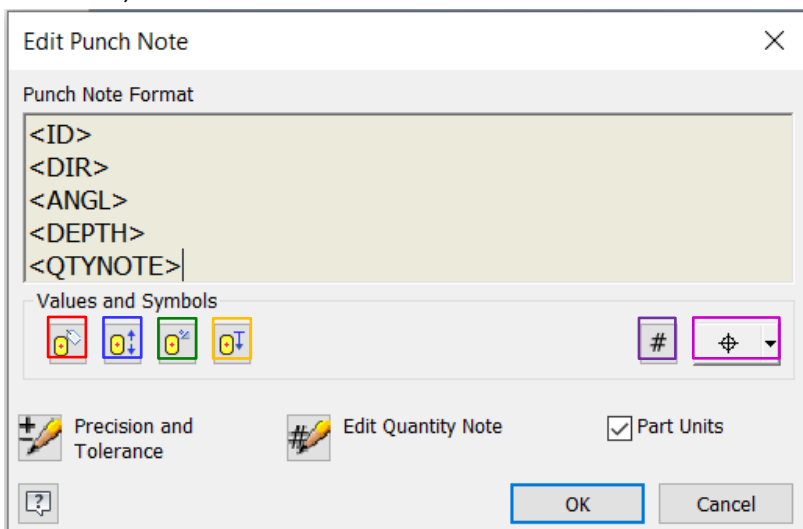 Edit Punch Note
Punch Note Format
<ID>
<DIR>
<ANGL>
<DEPTH>
<QTYNOTE>
Values and Symbols
#
Precision and
Tolerance
Edit Quantity Note
Part Units
OK
Cancel